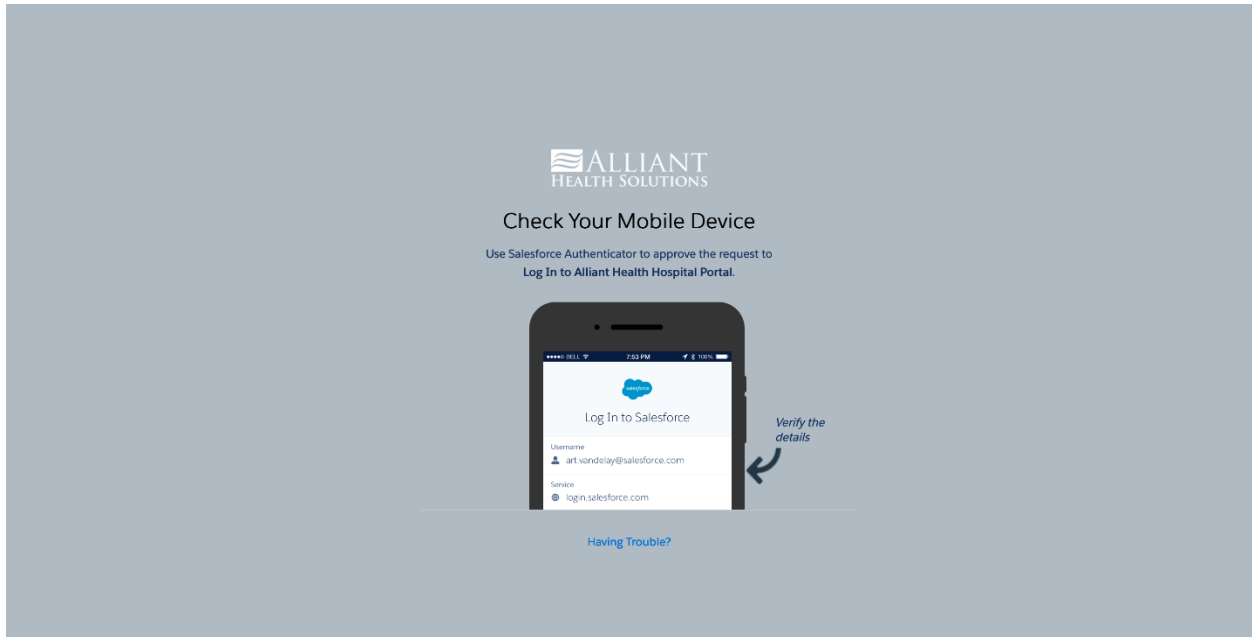 ALLIANT
HEALTH SOLUTIONS
Check Your Mobile Device
Use Salesforce Authenticator to approve the request to
Log In to Alliant Health Hospital Portal.
BELL 7:53 PM 100%
salesforce
Log In to Salesforce
Username
art.vandelay@salesforce.com
Service
login.salesforce.com
Verify the
details
Having Trouble?